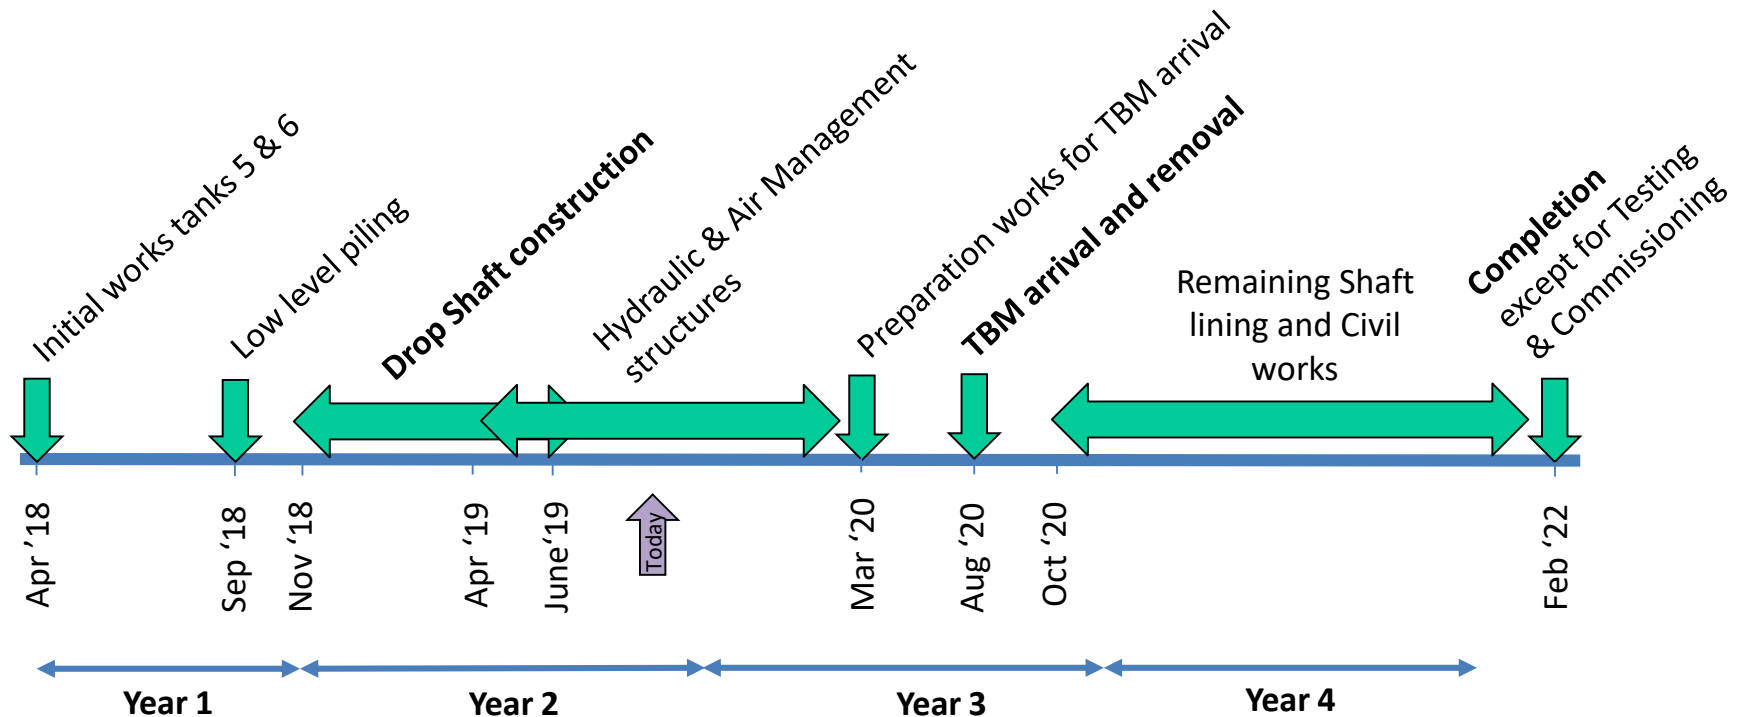 Initial works tanks 5 & 6
Low level piling
Drop Shaft construction
Hydraulic & Air Management
structures
Preparation works for TBM arrival
TBM arrival and removal
Remaining Shaft
lining and Civil
works
Completion
except for Testing
& Commissioning
Apr ’18
Sep ‘18
Nov ‘18
Apr ‘19
June‘19
Today
Mar ‘20
Aug ‘20
Oct ‘20
Feb ‘22
Year 1
Year 2
Year 3
Year 4